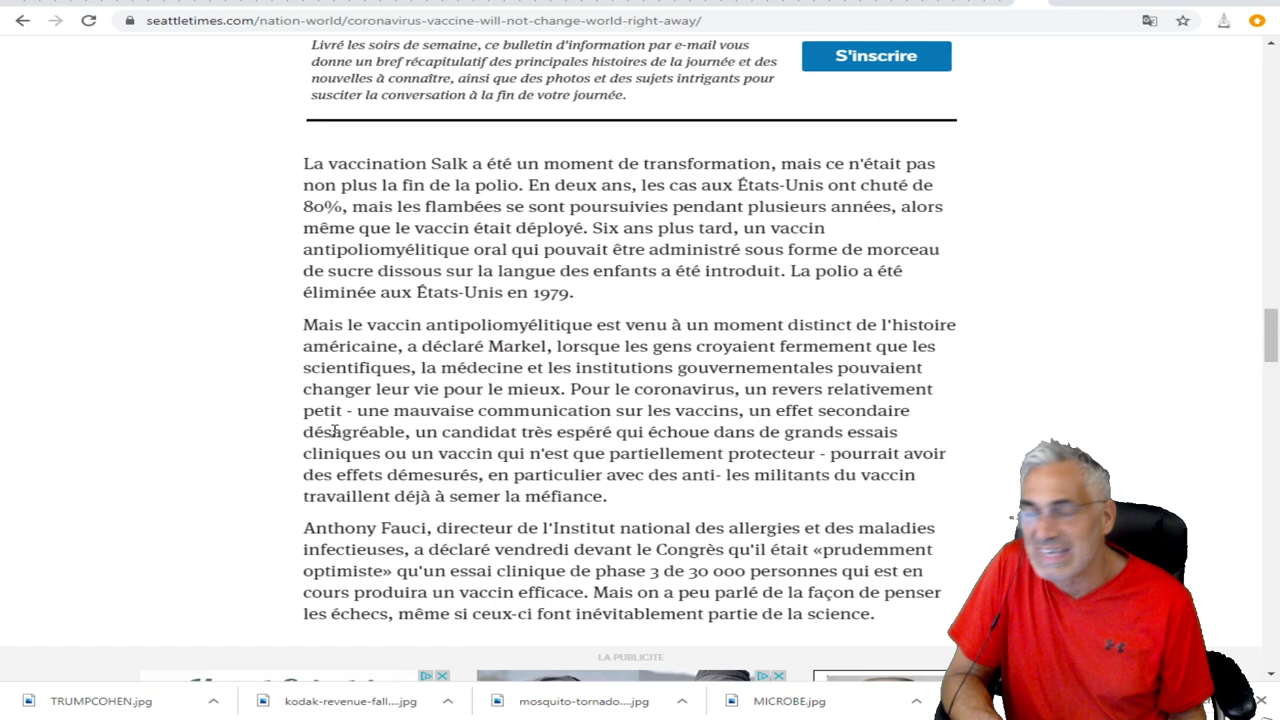 seattletimes.com/nation-world/coronavirus-vaccine-will-not-change-world-right-away/
Livré les soirs de semaine, ce bulletin d'information par e-mail vous
donne un bref récapitulatif des principales histoires de la journée et des
nouvelles à connaître, ainsi que des photos et des sujets intrigants pour
susciter la conversation à la fin de votre journée.
S'inscrire
La vaccination Salk a été un moment de transformation, mais ce n'était pas
non plus la fin de la polio. En deux ans, les cas aux États-Unis ont chuté de
80%, mais les flambées se sont poursuivies pendant plusieurs années, alors
même que le vaccin était déployé. Six ans plus tard, un vaccin
antipoliomyélitique oral qui pouvait être administré sous forme de morceau
de sucre dissous sur la langue des enfants a été introduit. La polio a été
éliminée aux États-Unis en 1979.
Mais le vaccin antipoliomyélitique est venu à un moment distinct de l'histoire
américaine, a déclaré Markel, lorsque les gens croyaient fermement que les
scientifiques, la médecine et les institutions gouvernementales pouvaient
changer leur vie pour le mieux. Pour le coronavirus, un revers relativement
petit - une mauvaise communication sur les vaccins, un effet secondaire
désagréable, un candidat très espéré qui échoue dans de grands essais
cliniques ou un vaccin qui n'est que partiellement protecteur - pourrait avoir
des effets démesurés, en particulier avec des anti- les militants du vaccin
travaillent déjà à semer la méfiance.
Anthony Fauci, directeur de l'Institut national des allergies et des maladies
infectieuses, a déclaré vendredi devant le Congrès qu'il était «prudemment
optimiste» qu'un essai clinique de phase 3 de 30 000 personnes qui est en
cours produira un vaccin efficace. Mais on a peu parlé de la façon de penser
les échecs, même si ceux-ci font inévitablement partie de la science.
LA PUBLICITE
TRUMPCOHEN.jpg
kodak-revenue-fall....jpg
mosquito-tornado....jpg
MICROBE.jpg